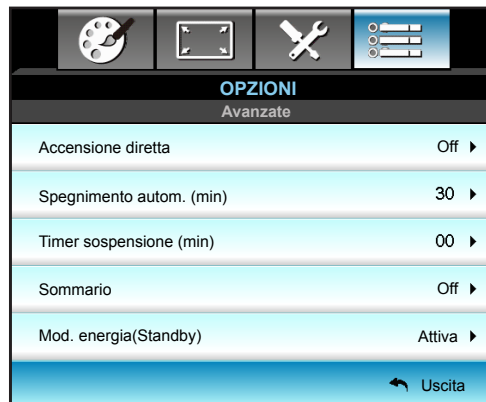 OPZIONI
Avanzate
Accensione diretta Off
Spegnimento autom. (min) 30
Timer sospensione (min) 00
Sommario Off
Mod. energia(Standby) Attiva
Uscita